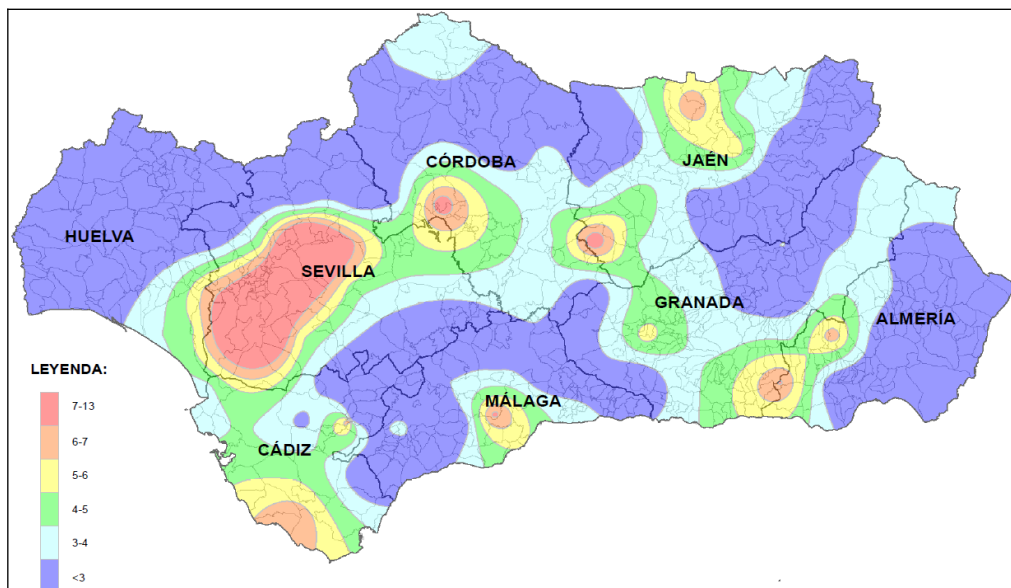 CÓRDOBA
JAÉN
HUELVA
SEVILLA
GRANADA
ALMERÍA
LEYENDA:
7-13
6-7
MÁLAGA
CÁDIZ
5-6
4-5
3-4
<3